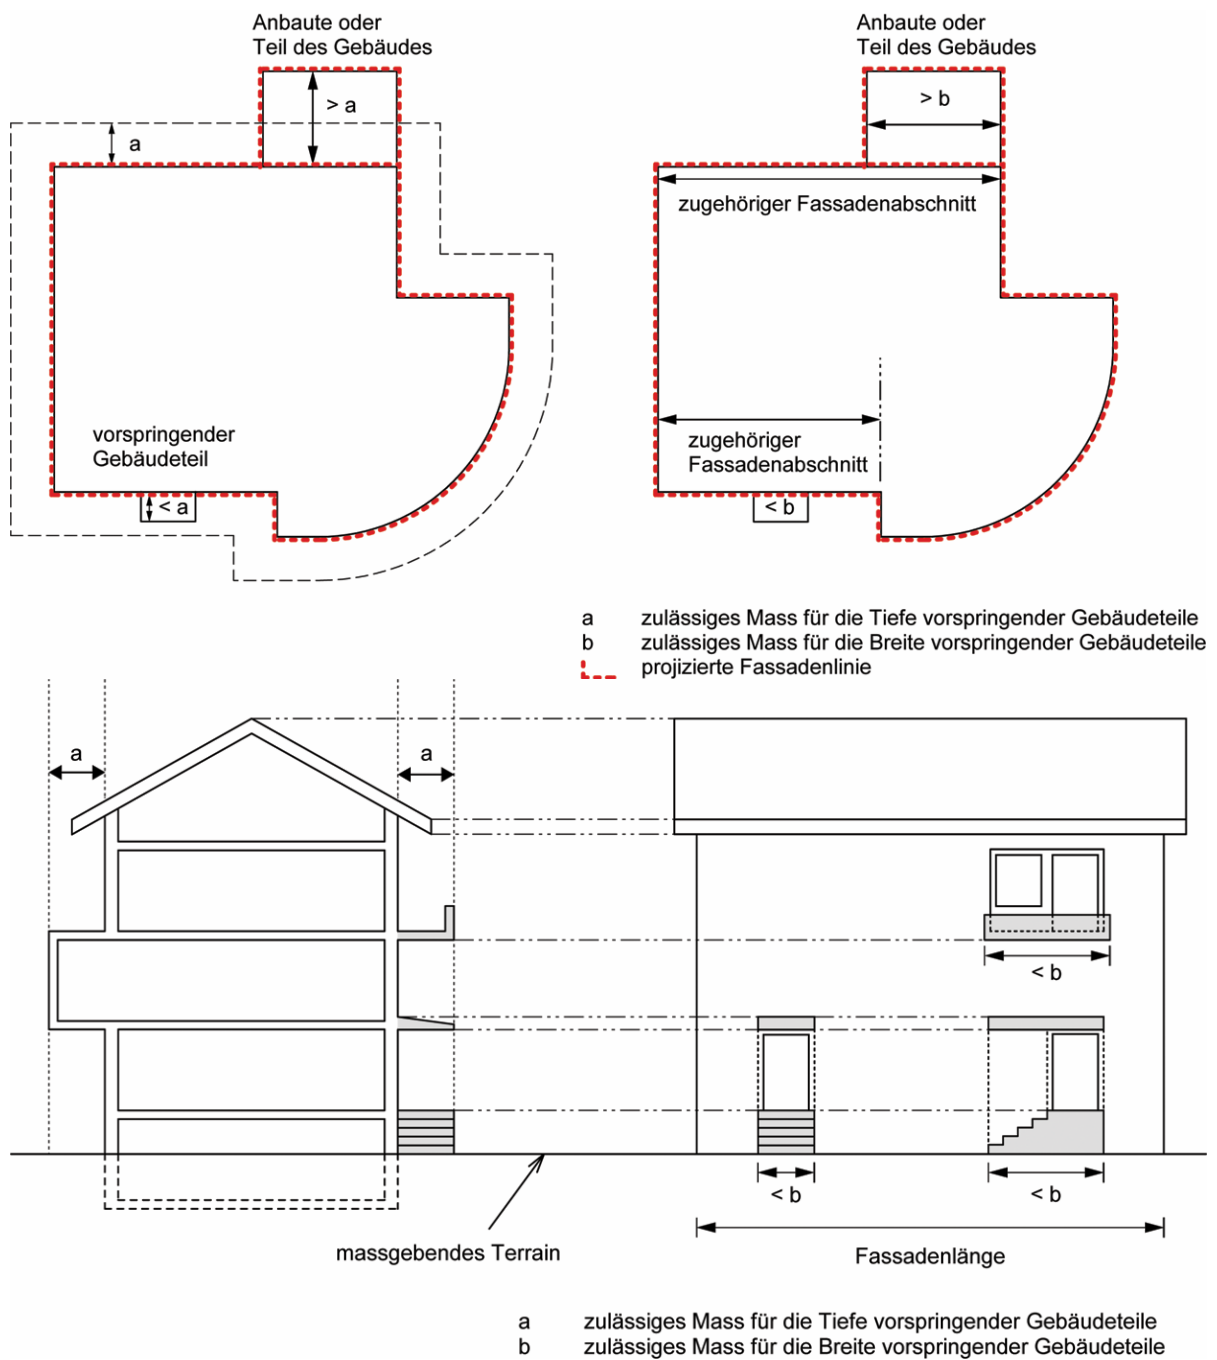 Anbaute oder
Teil des Gebäudes
> a
a
vorspringender
Gebäudeteil
< a
Anbaute oder
Teil des Gebäudes
> b
zugehöriger Fassadenabschnitt
zugehöriger
Fassadenabschnitt
< b
a zulässiges Mass für die Tiefe vorspringender Gebäudeteile
b zulässiges Mass für die Breite vorspringender Gebäudeteile
projizierte Fassadenlinie
a
a
< b
< b
< b
massgebendes Terrain
Fassadenlänge
a zulässiges Mass für die Tiefe vorspringender Gebäudeteile
b zulässiges Mass für die Breite vorspringender Gebäudeteile